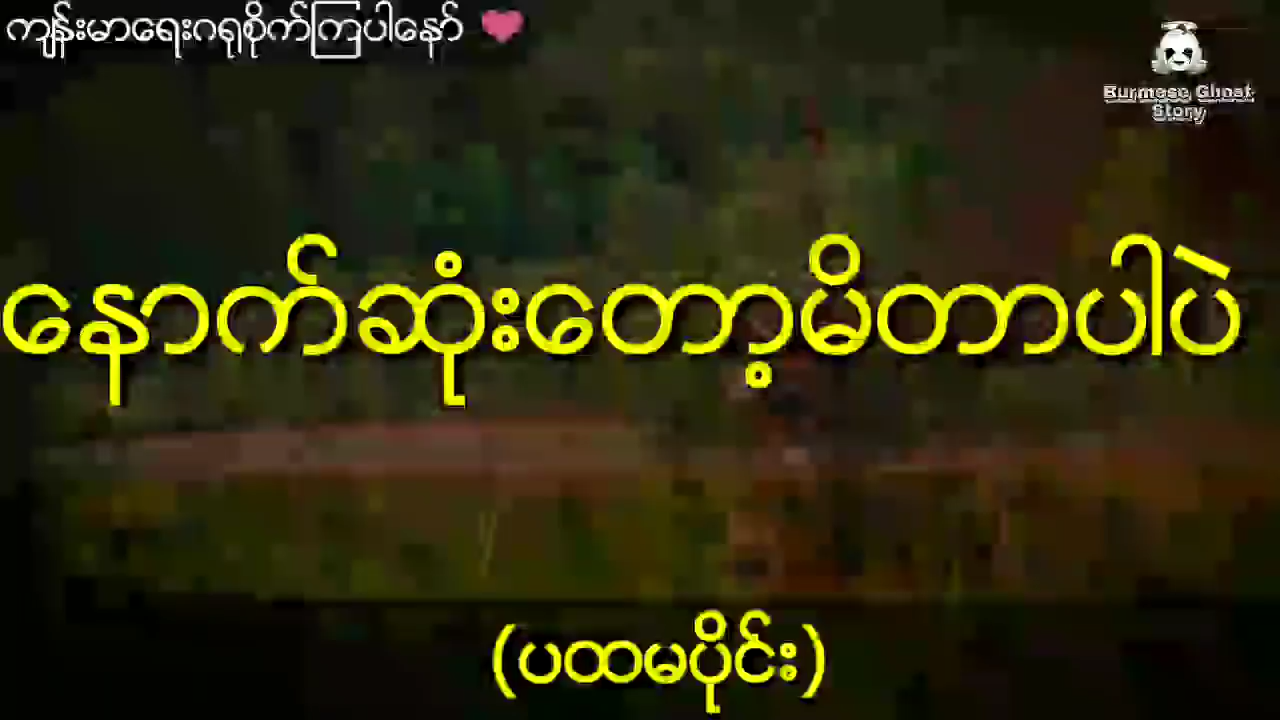 ကျန်းမာရေးဂရုစိုက်ကြပါနော် 💗
Burmese Ghost
Story
နောက်ဆုံးတော့မိတာပါပဲ
(ပထမပိုင်း)